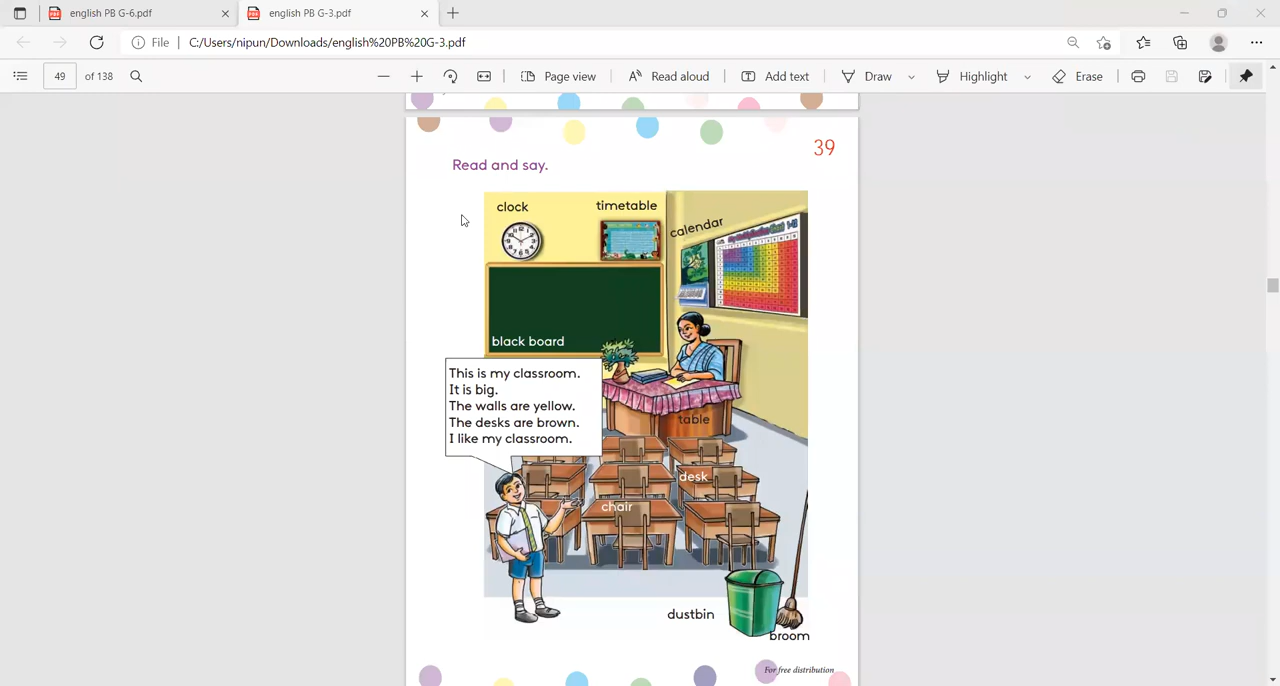 english PB G-6.pdf
english PB G-3.pdf
File
C:/Users/nipun/Downloads/english%20PB%20G-3.pdf
49 of 138
Page view
Read aloud
Add text
Draw
Highlight
Erase
39
Read and say.
clock
timetable
calendar
black board
This is my classroom.
It is big.
The walls are yellow.
The desks are brown.
I like my classroom.
table
desk
chair
dustbin
broom
For free distribution